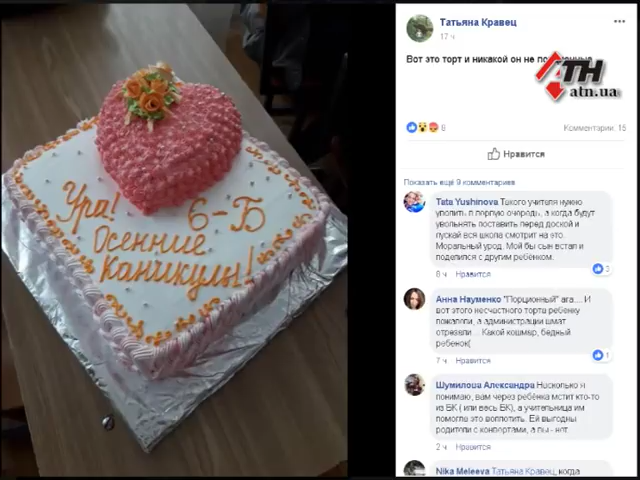 Ура! 6-Б
Осенние
Каникулы!
Татьяна Кравец
17 ч
Вот это торт и никакой он не
АТН
atn.ua
8
Комментарии: 15
Нравится
Показать ещё 9 комментариев
Tata Yushinova Такого учителя нужно
уволить в первую очередь, а когда будут
увольнять поставить перед доской и
пускай вся школа смотрит на это.
Моральный урод. Мой бы сын встал и
поделился с другим ребёнком.
3
8 ч Нравится
Анна Науменко "Порционный" ага.... И
вот этого несчастного торта ребенку
пожалели, а администрации шмат
отрезали.... Какой кошмар, бедный
ребенок(
1
7 ч Нравится
Шумилова Александра Насколько я
понимаю, вам через ребёнка мстит кто-то
из БК ( или весь БК), а учительница им
помогла это воплотить. Ей выгодны
родители с конвертами, а вы - нет
2 ч Нравится
Nika Meleeva Татьяна Кравец, когда